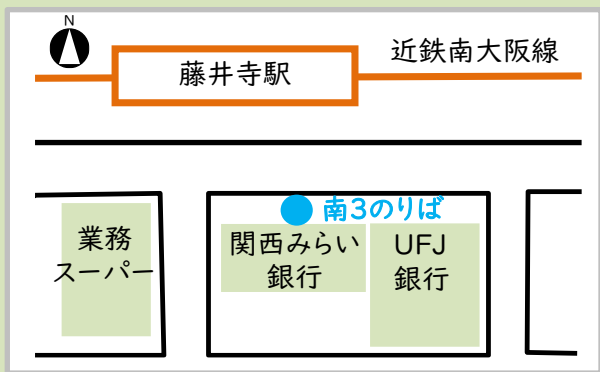 N
近鉄南大阪線
藤井寺駅
南3のりば
業務
スーパー
関西みらい
銀行
UFJ
銀行